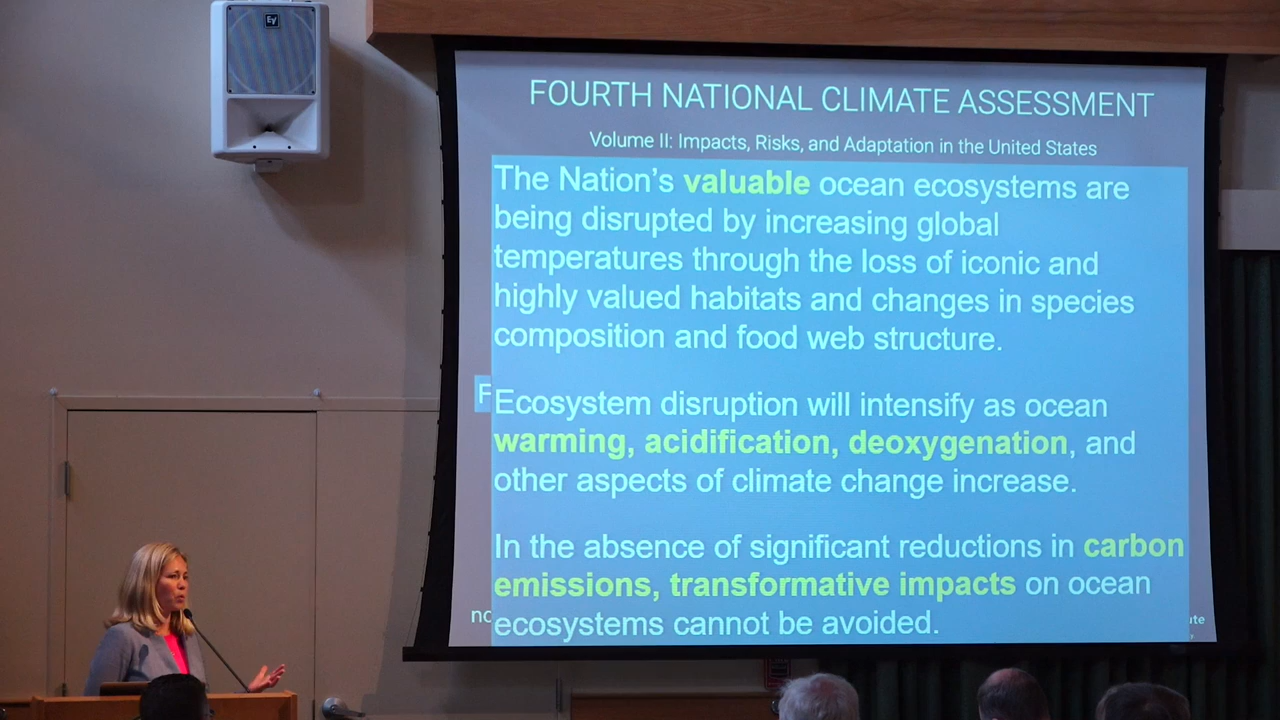 EV
FOURTH NATIONAL CLIMATE ASSESSMENT
Volume II: Impacts, Risks, and Adaptation in the United States
The Nation's valuable ocean ecosystems are
being disrupted by increasing global
temperatures through the loss of iconic and
highly valued habitats and changes in species
composition and food web structure.
F
Ecosystem disruption will intensify as ocean
warming, acidification, deoxygenation, and
other aspects of climate change increase.
In the absence of significant reductions in carbon
emissions, transformative impacts on ocean
ecosystems cannot be avoided.